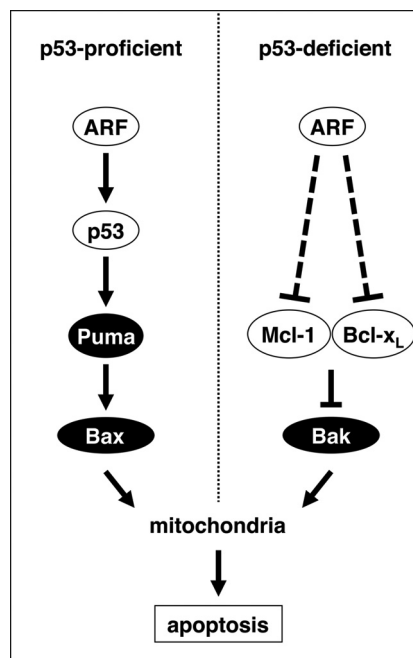 p53-proficient
p53-deficient
ARF
ARF
p53
Puma
Mcl-1
Bcl-xL
Bax
Bak
mitochondria
apoptosis